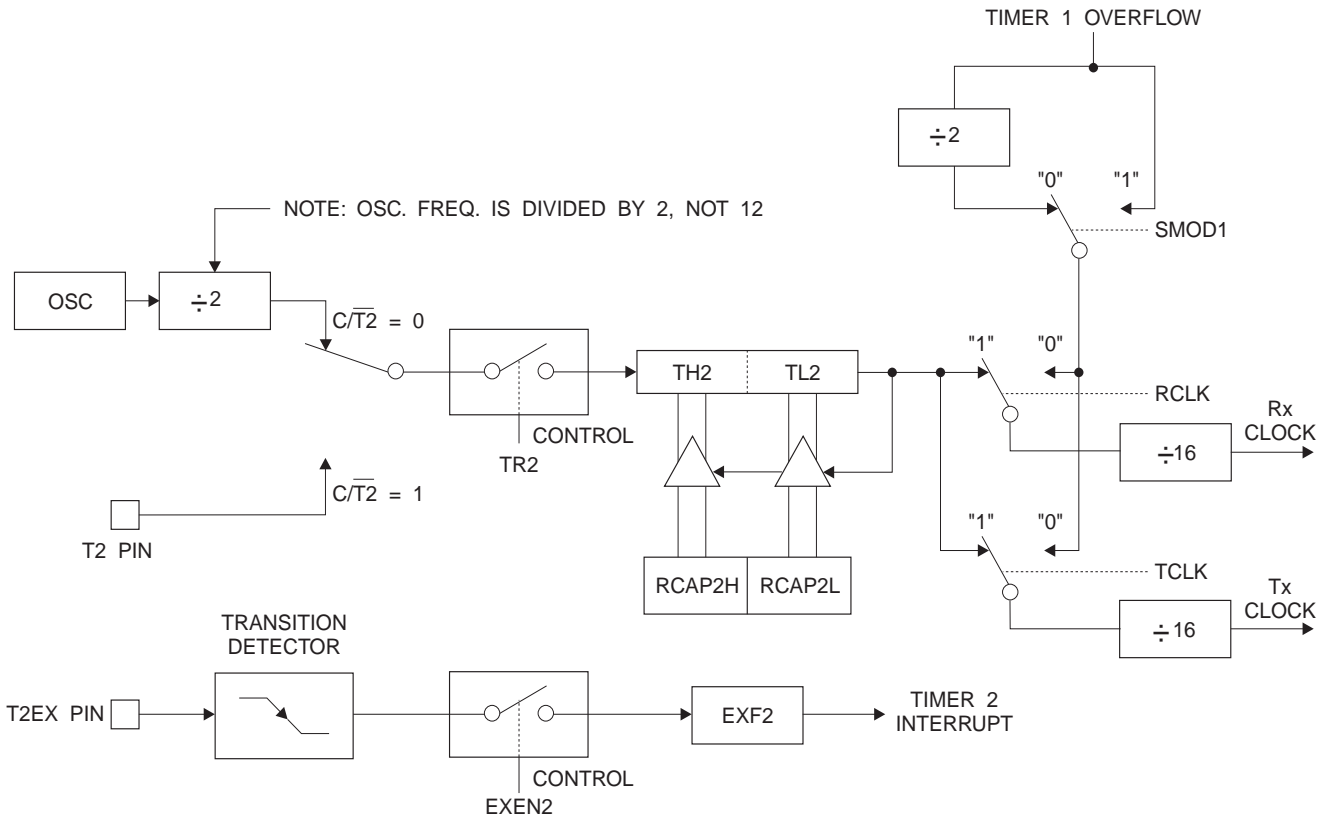 TIMER 1 OVERFLOW
÷2
"0" "1"
NOTE: OSC. FREQ. IS DIVIDED BY 2, NOT 12
SMOD1
OSC
÷2
C/T2̅ = 0
"1" "0"
TH2 TL2
RCLK
Rx
CLOCK
CONTROL
TR2
÷16
C/T2̅ = 1
"1" "0"
T2 PIN
RCAP2H RCAP2L
TCLK
Tx
CLOCK
TRANSITION
DETECTOR
÷16
T2EX PIN
EXF2
TIMER 2
INTERRUPT
CONTROL
EXEN2